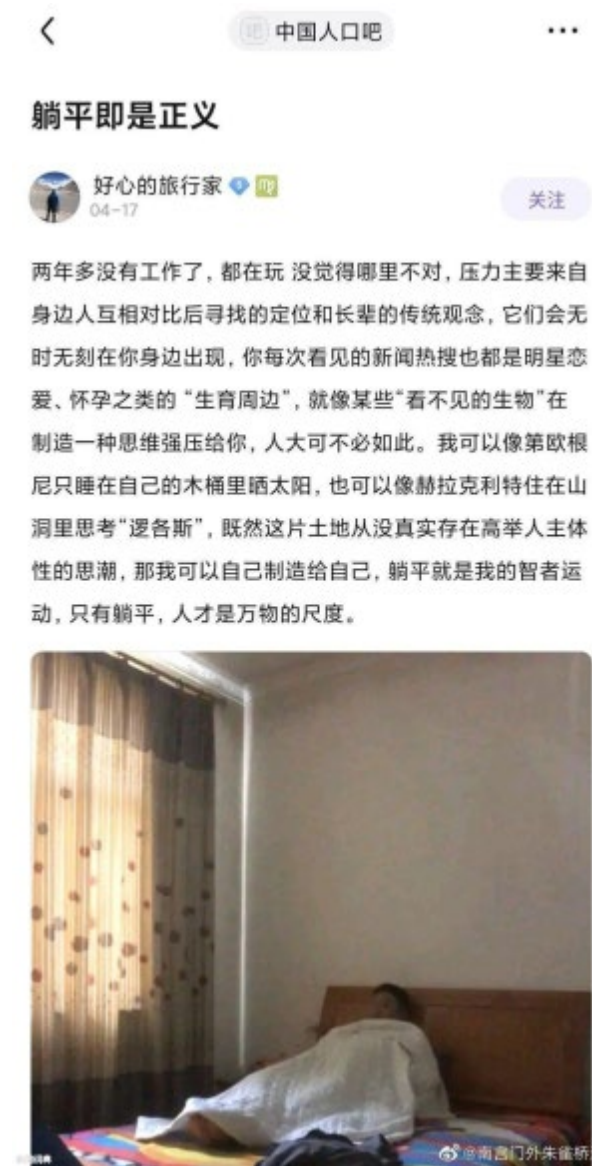 中国人口吧
躺平即是正义
好心的旅行家
04-17
关注
两年多没有工作了，都在玩 没觉得哪里不对，压力主要来自
身边人互相对比后寻找的定位和长辈的传统观念，它们会无
时无刻在你身边出现，你每次看见的新闻热搜也都是明星恋
爱、怀孕之类的 “生育周边”，就像某些“看不见的生物”在
制造一种思维强压给你，人大可不必如此。我可以像第欧根
尼只睡在自己的木桶里晒太阳，也可以像赫拉克利特住在山
洞里思考“逻各斯”，既然这片土地从没真实存在高举人主体
性的思潮，那我可以自己制造给自己，躺平就是我的智者运
动，只有躺平，人才是万物的尺度。
@南宫门外朱雀桥